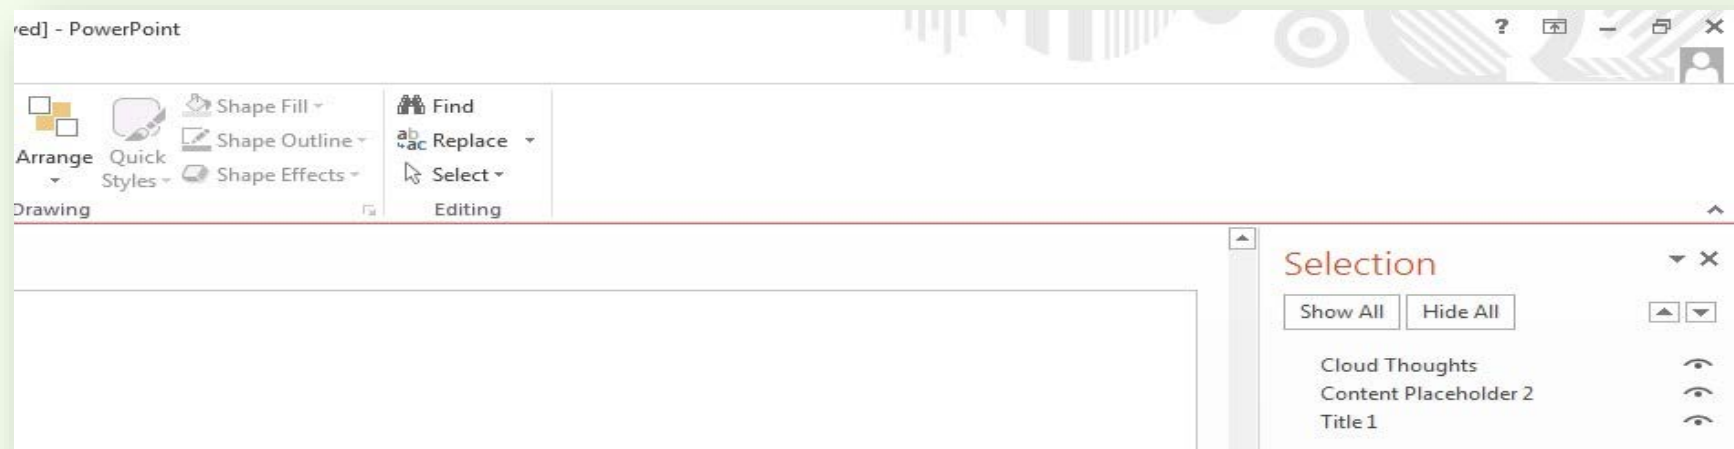 ved] - PowerPoint
?
Shape Fill
Find
Shape Outline
Replace
Arrange
Quick Styles
Shape Effects
Select
Drawing
Editing
Selection
Show All
Hide All
Cloud Thoughts
Content Placeholder 2
Title 1